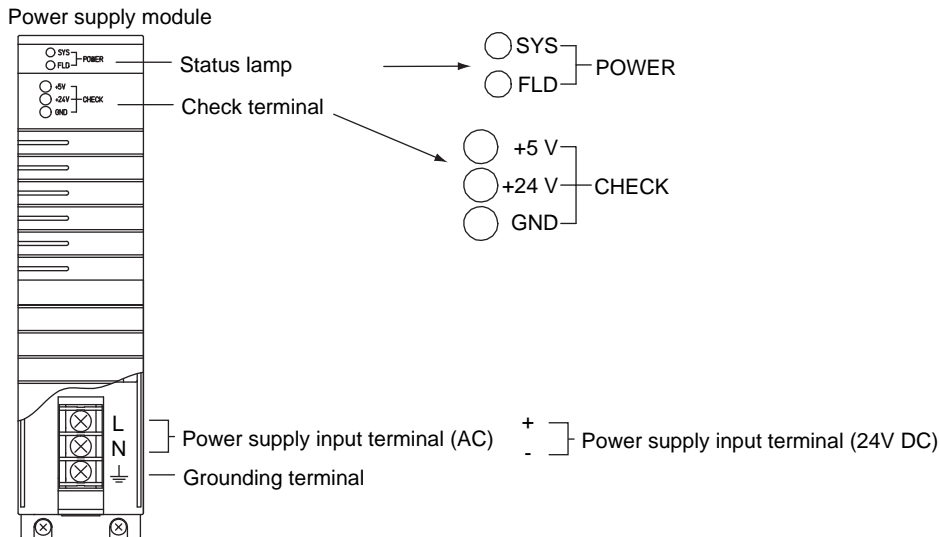 Power supply module
SYS
FLD
POWER
+5V
+24V
GND
CHECK
Status lamp
Check terminal
SYS
FLD
POWER
+5 V
+24 V
GND
CHECK
L
N
Power supply input terminal (AC)
+
-
Power supply input terminal (24V DC)
Grounding terminal